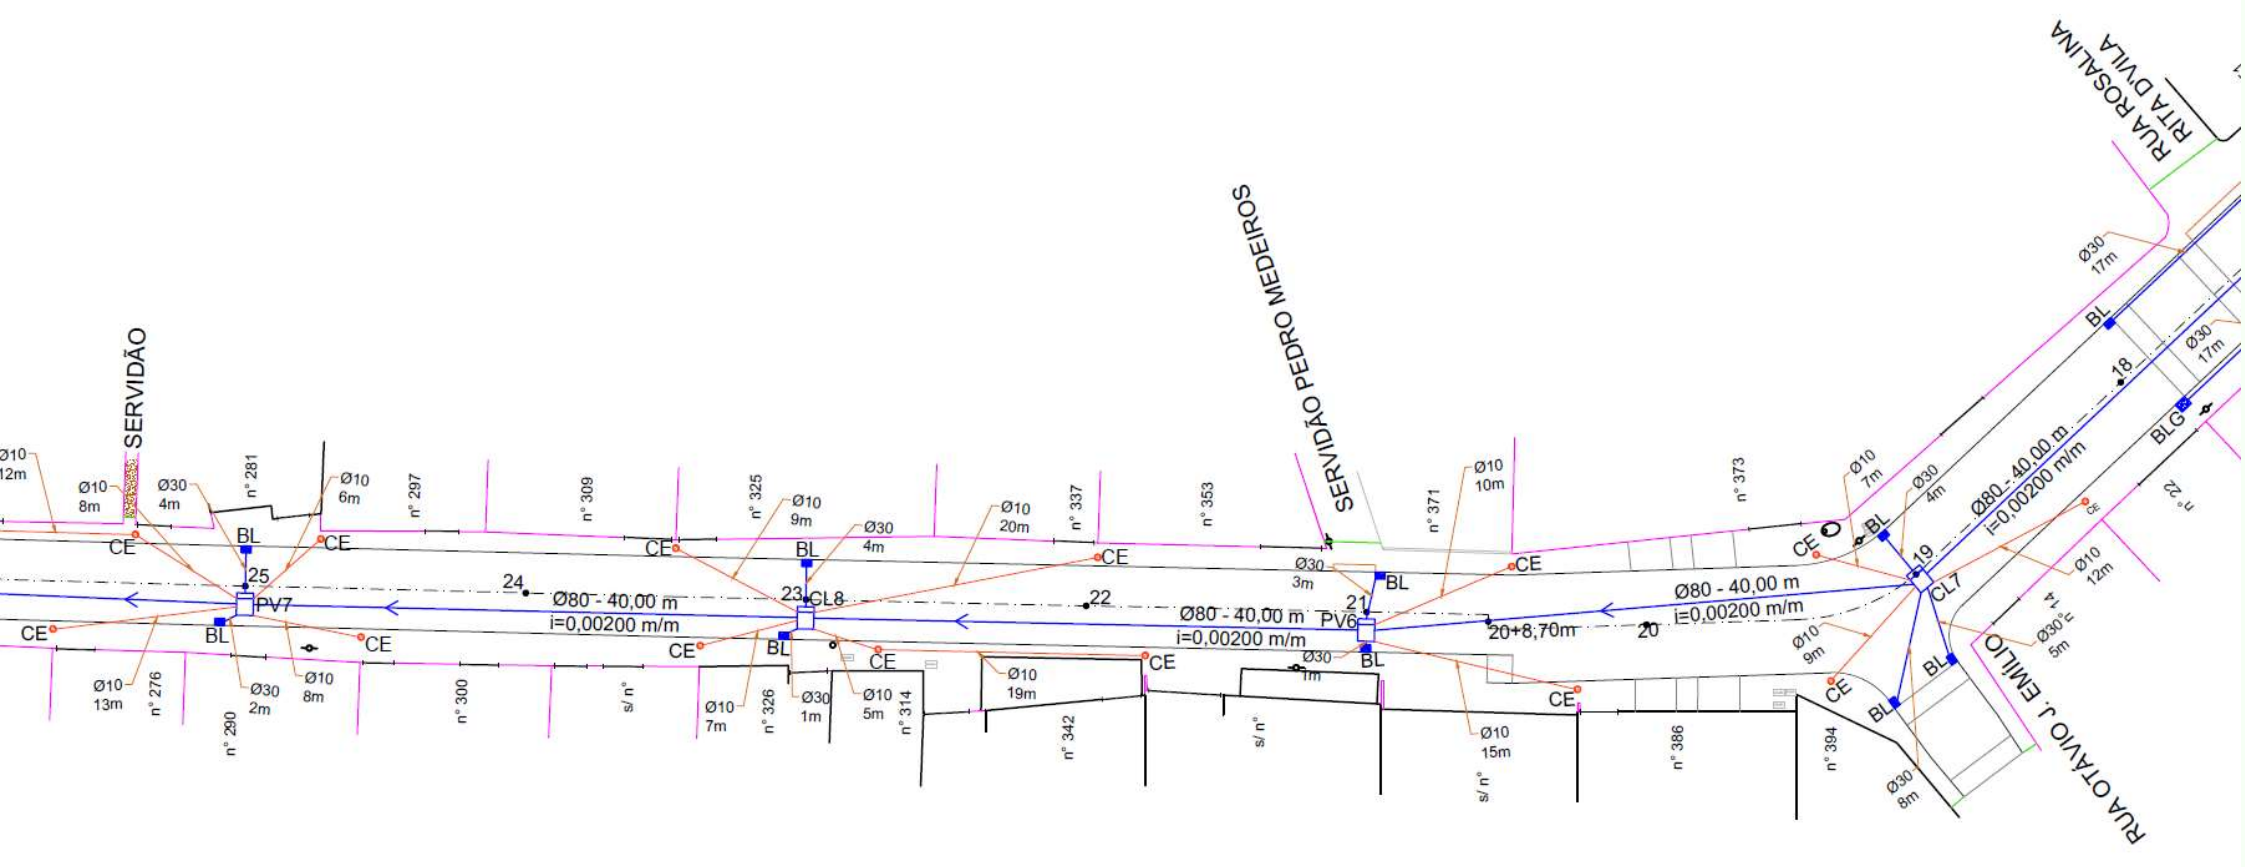 RUA ROSALINA
RITA D'VILA
SERVIDÃO
SERVIDÃO PEDRO MEDEIROS
RUA OTÁVIO J. EMÍLIO
Ø10
12m
Ø10
8m
Ø30
4m
n° 281
Ø10
6m
n° 297
n° 309
n° 325
Ø10
9m
Ø30
4m
Ø10
20m
n° 337
n° 353
n° 371
Ø10
10m
n° 373
Ø10
7m
Ø30
4m
Ø30
17m
Ø30
17m
BL
18
BLG
n° 22
CE
BL
CE
CE
BL
CE
Ø30
3m
BL
CE
CE
BL
19
CL7
CE
Ø10
12m
n° 14
Ø80 - 40,00 m
i=0,00200 m/m
25
PV7
24
Ø80 - 40,00 m
i=0,00200 m/m
23
CL8
22
Ø80 - 40,00 m
i=0,00200 m/m
21
PV6
20+8,70m
20
Ø80 - 40,00 m
i=0,00200 m/m
CE
BL
CE
CE
BL
CE
CE
Ø30
1m
BL
CE
Ø10
9m
CE
BL
BL
Ø30
5m
Ø10
13m
n° 276
n° 290
Ø30
2m
Ø10
8m
n° 300
s/ n°
Ø10
7m
n° 326
Ø30
1m
Ø10
5m
n° 314
Ø10
19m
n° 342
s/ n°
Ø10
15m
s/ n°
n° 386
n° 394
Ø30
8m